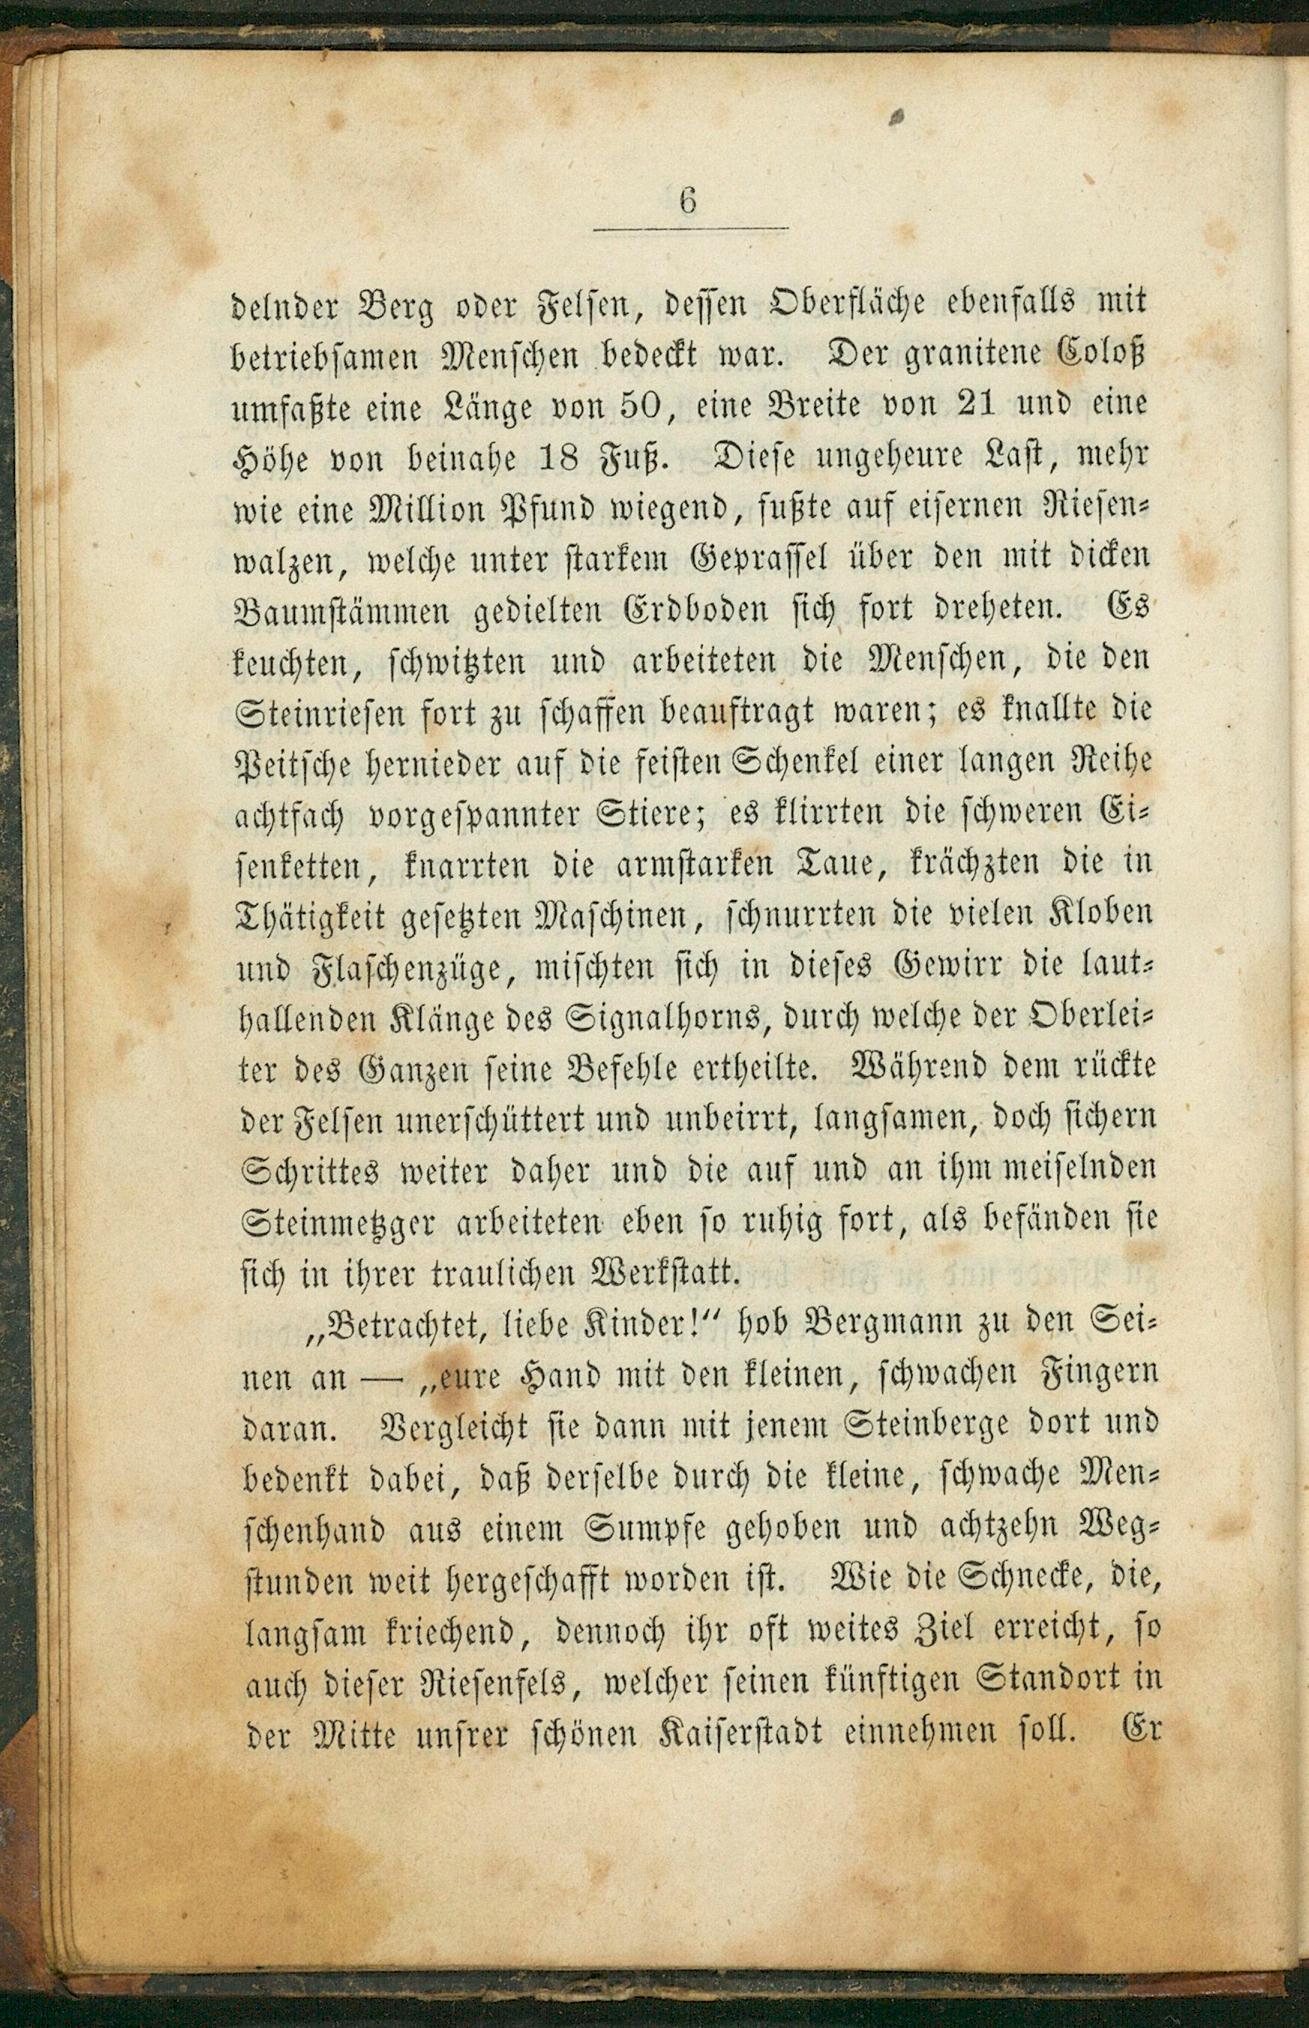 6
delnder Berg oder Felsen, dessen Oberfläche ebenfalls mit
betriebsamen Menschen bedeckt war. Der granitene Coloß
umfaßte eine Länge von 50, eine Breite von 21 und eine
Höhe von beinahe 18 Fuß. Diese ungeheure Last, mehr
wie eine Million Pfund wiegend, fußte auf eisernen Riesen-
walzen, welche unter starkem Geprassel über den mit dicken
Baumstämmen gedielten Erdboden sich fort dreheten. Es
keuchten, schwitzten und arbeiteten die Menschen, die den
Steinriesen fort zu schaffen beauftragt waren; es knallte die
Peitsche hernieder auf die feisten Schenkel einer langen Reihe
achtfach vorgespannter Stiere; es klirrten die schweren Ei-
senketten, knarrten die armstarken Taue, krächzten die in
Thätigkeit gesetzten Maschinen, schnurrten die vielen Kloben
und Flaschenzüge, mischten sich in dieses Gewirr die laut-
hallenden Klänge des Signalhorns, durch welche der Oberlei-
ter des Ganzen seine Befehle ertheilte. Während dem rückte
der Felsen unerschüttert und unbeirrt, langsamen, doch sichern
Schrittes weiter daher und die auf und an ihm meiselnden
Steinmetzger arbeiteten eben so ruhig fort, als befänden sie
sich in ihrer traulichen Werkstatt.
„Betrachtet, liebe Kinder!“ hob Bergmann zu den Sei-
nen an — „eure Hand mit den kleinen, schwachen Fingern
daran. Vergleicht sie dann mit jenem Steinberge dort und
bedenkt dabei, daß derselbe durch die kleine, schwache Men-
schenhand aus einem Sumpfe gehoben und achtzehn Weg-
stunden weit hergeschafft worden ist. Wie die Schnecke, die,
langsam kriechend, dennoch ihr oft weites Ziel erreicht, so
auch dieser Riesenfels, welcher seinen künftigen Standort in
der Mitte unsrer schönen Kaiserstadt einnehmen soll. Er